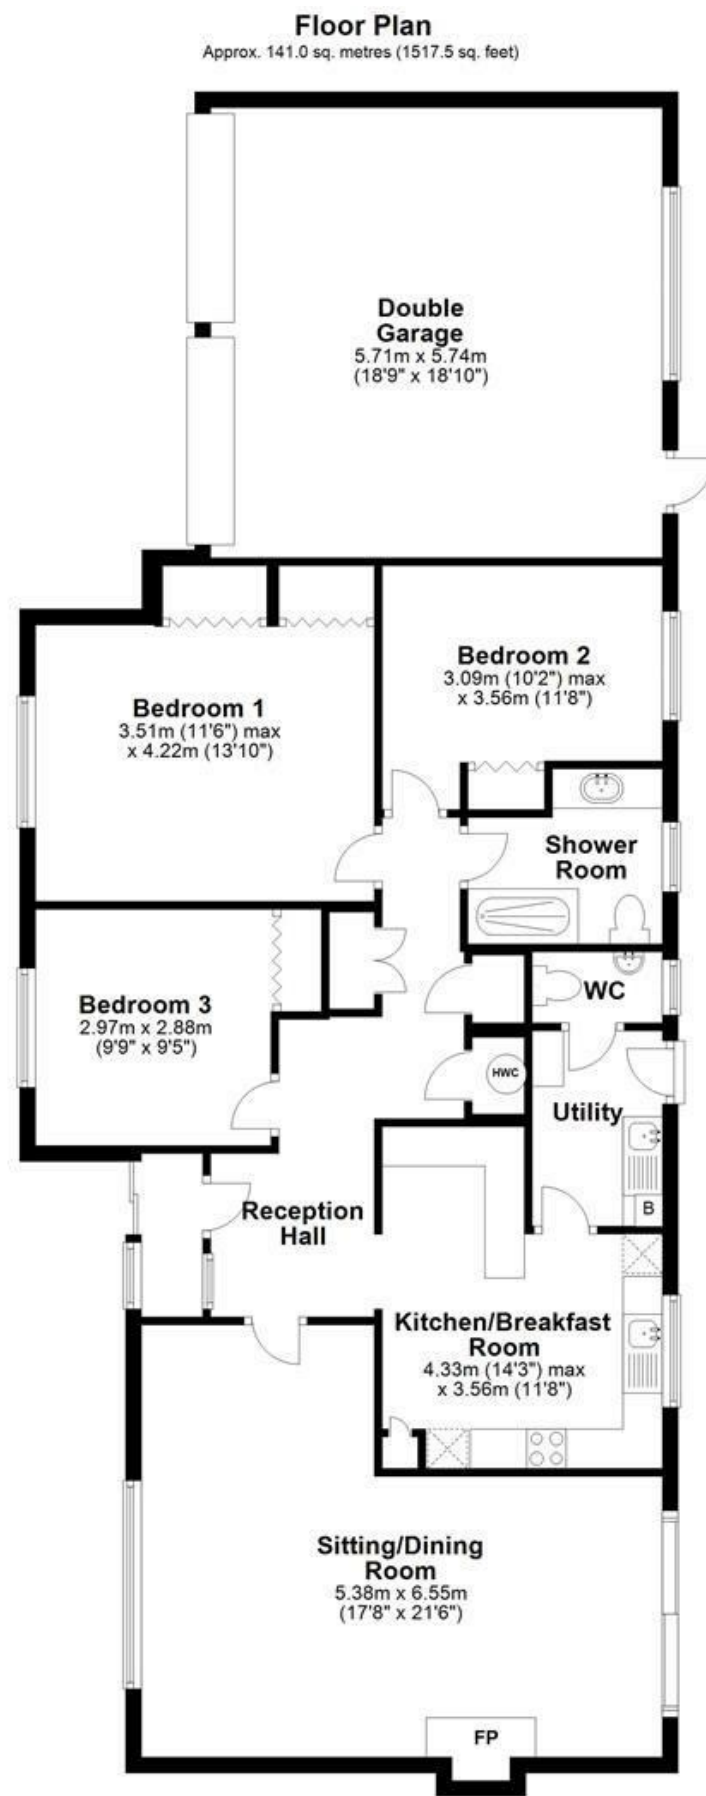 Floor Plan
Approx. 141.0 sq. metres (1517.5 sq. feet)
Double
Garage
5.71m x 5.74m
(18'9" x 18'10")
Bedroom 2
3.09m (10'2") max
x 3.56m (11'8")
Bedroom 1
3.51m (11'6") max
x 4.22m (13'10")
Shower
Room
WC
Bedroom 3
2.97m x 2.88m
(9'9" x 9'5")
HWC
Utility
B
Reception
Hall
Kitchen/Breakfast
Room
4.33m (14'3") max
x 3.56m (11'8")
Sitting/Dining
Room
5.38m x 6.55m
(17'8" x 21'6")
FP